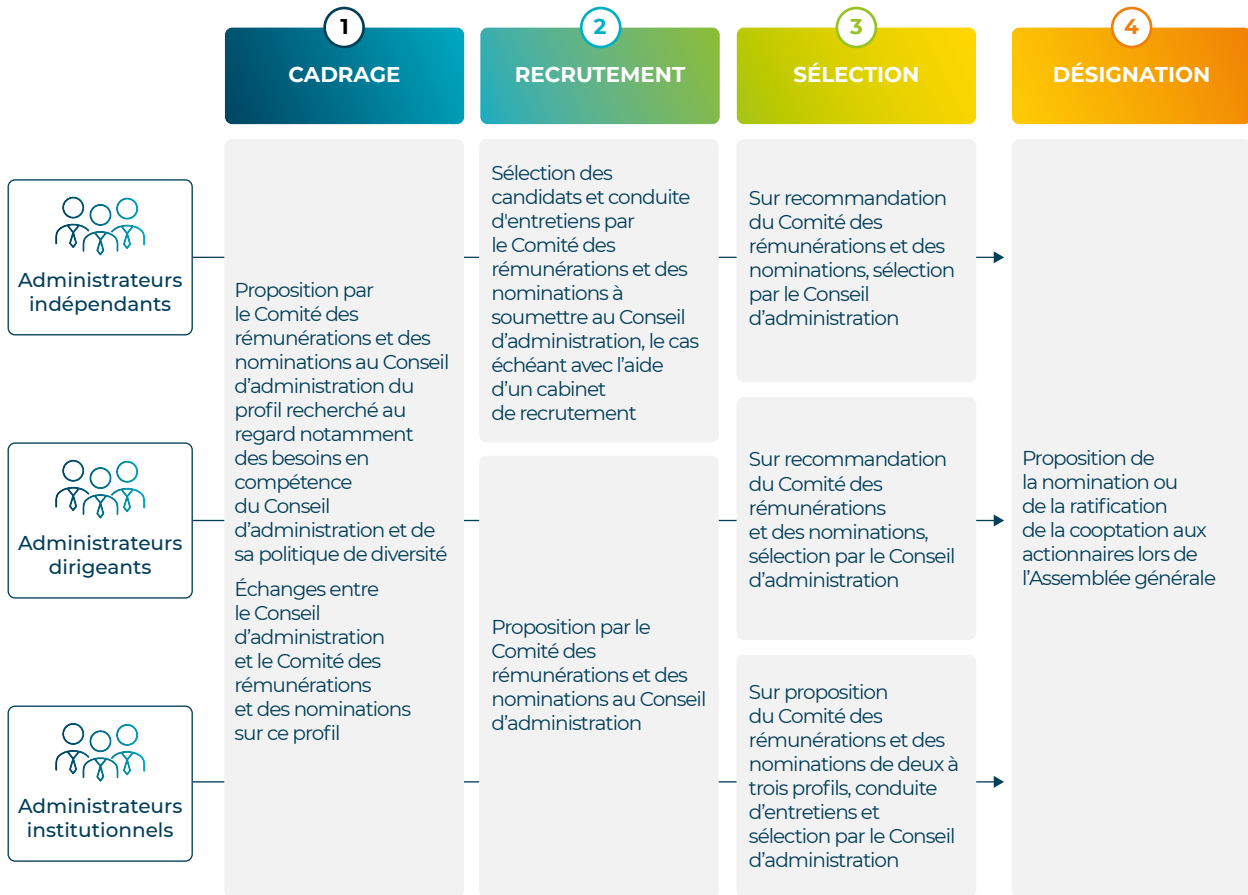 1
CADRAGE
2
RECRUTEMENT
3
SÉLECTION
4
DÉSIGNATION
Administrateurs
indépendants
Administrateurs
dirigeants
Administrateurs
institutionnels
Proposition par
le Comité des
rémunérations et des
nominations au Conseil
d'administration du
profil recherché au
regard notamment
des besoins en
compétence
du Conseil
d'administration et de
sa politique de diversité
Échanges entre
le Conseil
d'administration
et le Comité des
rémunérations
et des nominations
sur ce profil
Sélection des
candidats et conduite
d'entretiens par
le Comité des
rémunérations et des
nominations à
soumettre au Conseil
d'administration, le cas
échéant avec l'aide
d'un cabinet
de recrutement
Proposition par le
Comité des
rémunérations et des
nominations au Conseil
d'administration
Sur recommandation
du Comité des
rémunérations et des
nominations, sélection
par le Conseil
d'administration
Sur recommandation
du Comité des
rémunérations
et des nominations,
sélection par le Conseil
d'administration
Sur proposition
du Comité des
rémunérations et des
nominations de deux à
trois profils, conduite
d'entretiens et
sélection par le Conseil
d'administration
Proposition de
la nomination ou
de la ratification
de la cooptation aux
actionnaires lors de
l'Assemblée générale